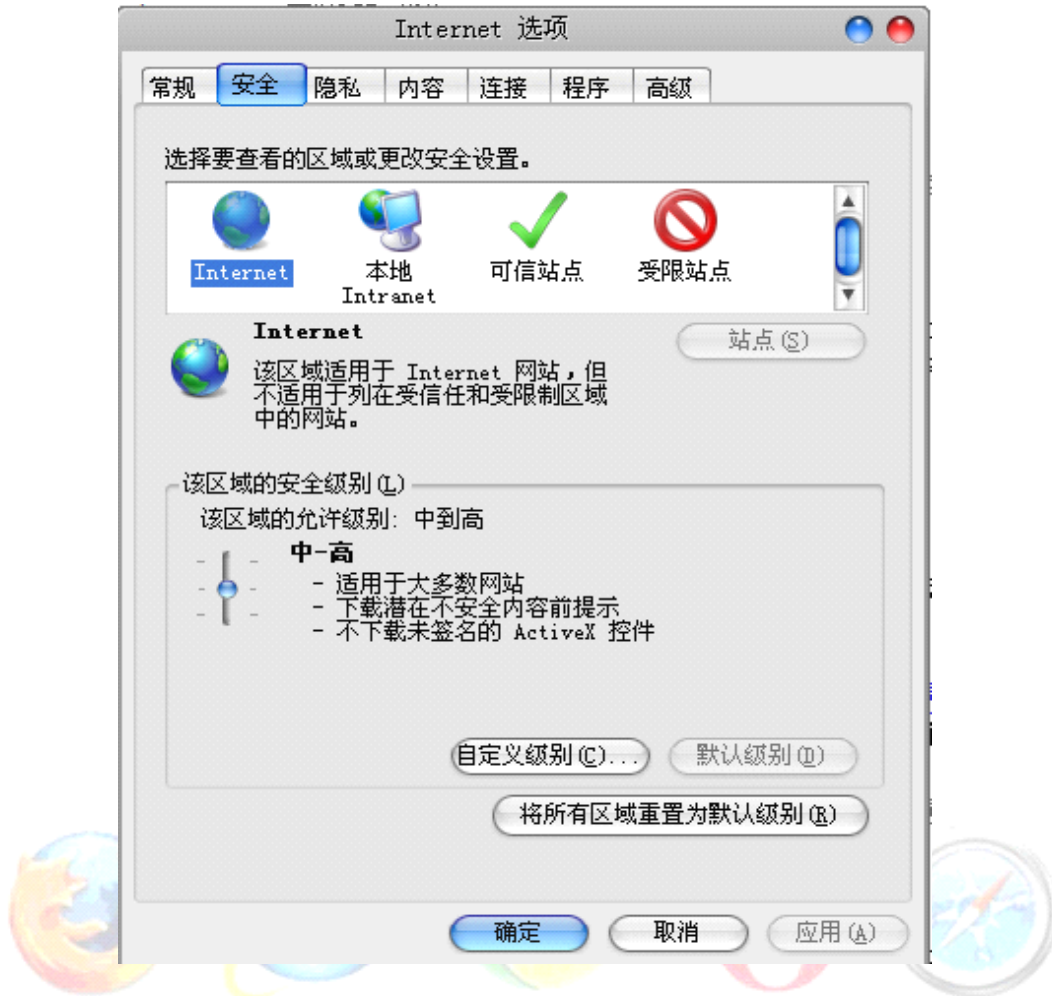 Internet 选项
常规 安全 隐私 内容 连接 程序 高级
选择要查看的区域或更改安全设置。
Internet
本地
Intranet
可信站点
受限站点
Internet
站点(S)
该区域适用于 Internet 网站，但
不适用于列在受信任和受限制区域
中的网站。
该区域的安全级别(L)
该区域的允许级别: 中到高
中-高
- 适用于大多数网站
- 下载潜在不安全内容前提示
- 不下载未签名的 ActiveX 控件
自定义级别(C)...
默认级别(D)
将所有区域重置为默认级别(R)
确定
取消
应用(A)